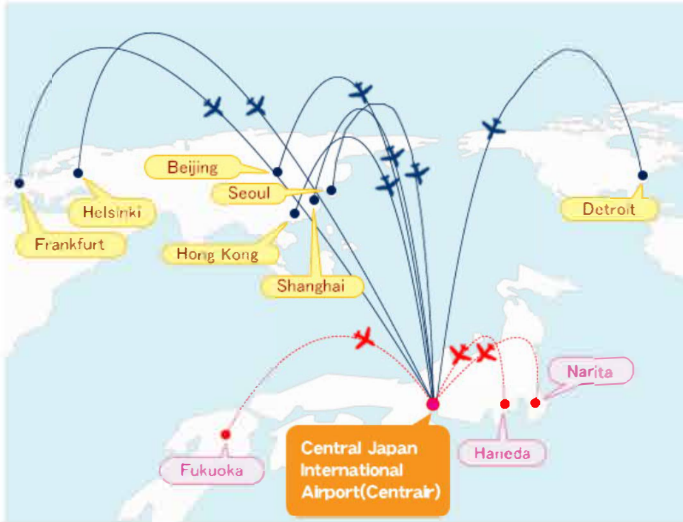 Beijing
Seoul
Helsinki
Detroit
Frankfurt
Hong Kong
Shanghai
Narita
Central Japan
International
Airport(Centrair)
Haneda
Fukuoka